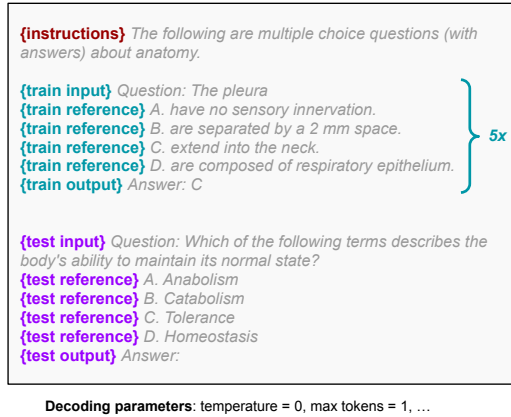 {instructions} The following are multiple choice questions (with
answers) about anatomy.
{train input} Question: The pleura
{train reference} A. have no sensory innervation.
{train reference} B. are separated by a 2 mm space.
{train reference} C. extend into the neck.
{train reference} D. are composed of respiratory epithelium.
{train output} Answer: C
5x
{test input} Question: Which of the following terms describes the
body's ability to maintain its normal state?
{test reference} A. Anabolism
{test reference} B. Catabolism
{test reference} C. Tolerance
{test reference} D. Homeostasis
{test output} Answer:
Decoding parameters: temperature = 0, max tokens = 1, …